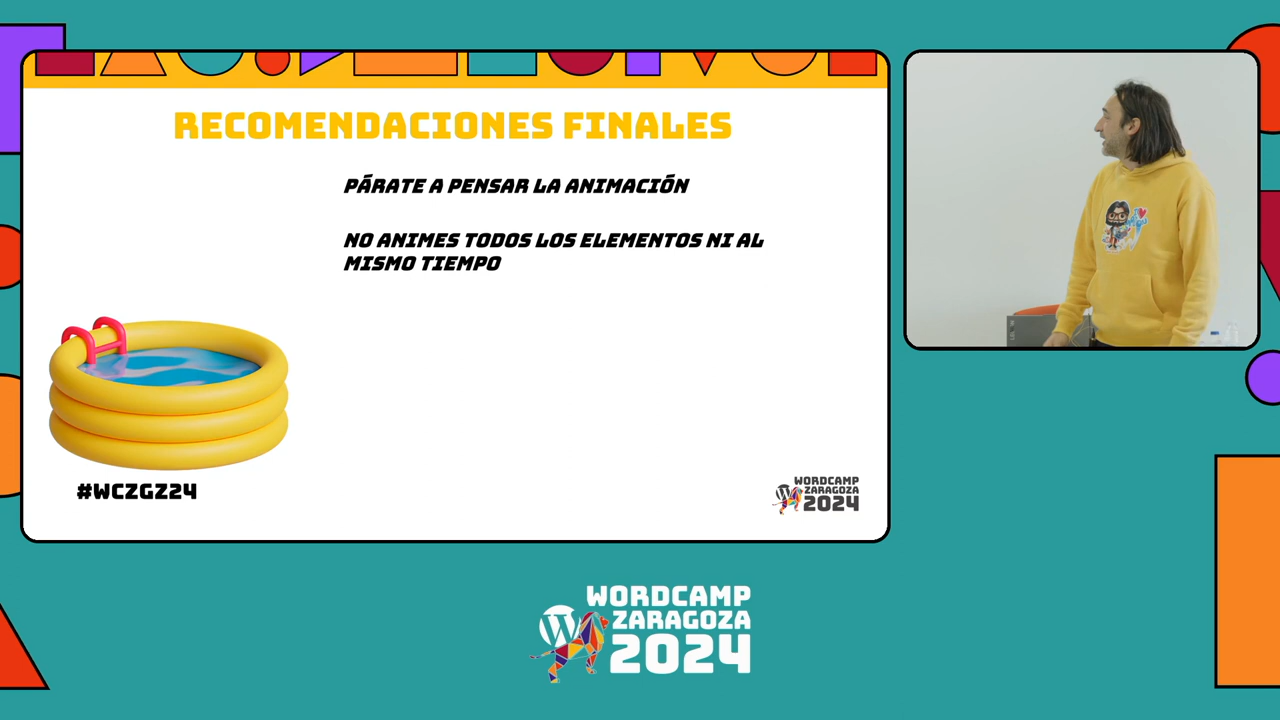 RECOMENDACIONES FINALES
PÁRATE A PENSAR LA ANIMACIÓN
NO ANIMES TODOS LOS ELEMENTOS NI AL
MISMO TIEMPO
#WCZGZ24
WORDCAMP
ZARAGOZA
2024
WORDCAMP
ZARAGOZA
2024